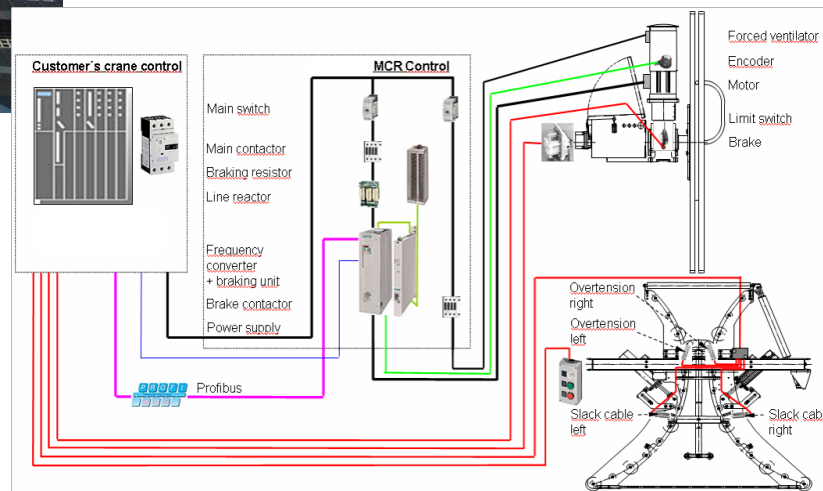 Customer´s crane control
MCR Control
Main switch
Main contactor
Braking resistor
Line reactor
Frequency
converter
+ braking unit
Brake contactor
Power supply
Profibus
Forced ventilator
Encoder
Motor
Limit switch
Brake
Overtension
right
Overtension
left
Slack cable
left
Slack cab
right